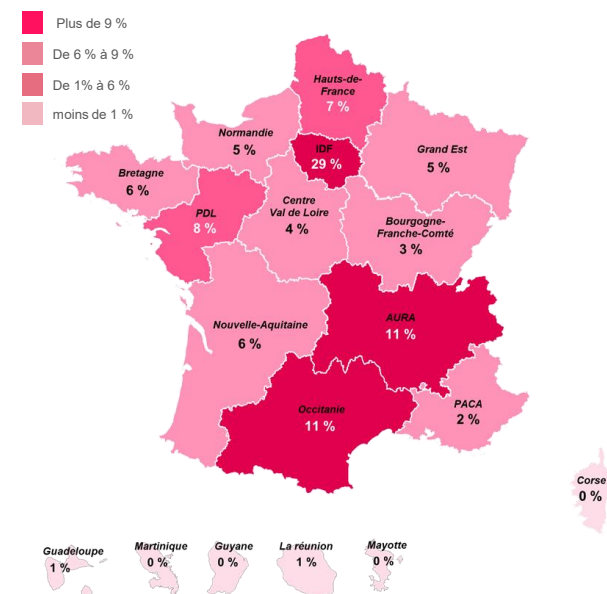 Plus de 9 %
De 6 % à 9 %
De 1% à 6 %
moins de 1 %
Hauts-de-
France
7 %
Normandie
5 %
IDF
29 %
Grand Est
5 %
Bretagne
6 %
PDL
8 %
Centre
Val de Loire
4 %
Bourgogne-
Franche-Comté
3 %
Nouvelle-Aquitaine
6 %
AURA
11 %
Occitanie
11 %
PACA
2 %
Corse
0 %
Guadeloupe
1 %
Martinique
0 %
Guyane
0 %
La réunion
1 %
Mayotte
0 %